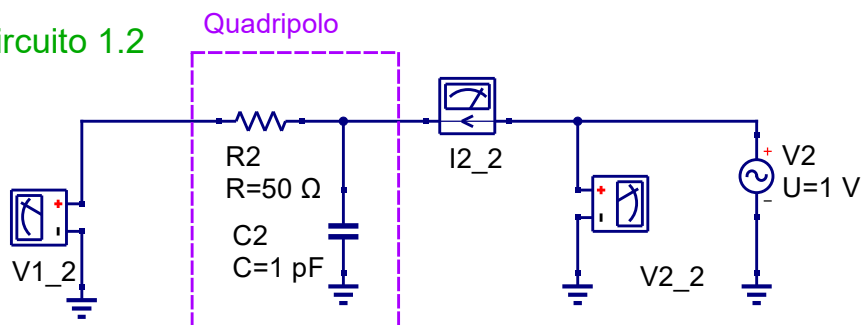 Quadripolo
ircuito 1.2
R2
R=50 Ω
C2
C=1 pF
I2_2
V1_2
V2_2
+
V2
U=1 V
−